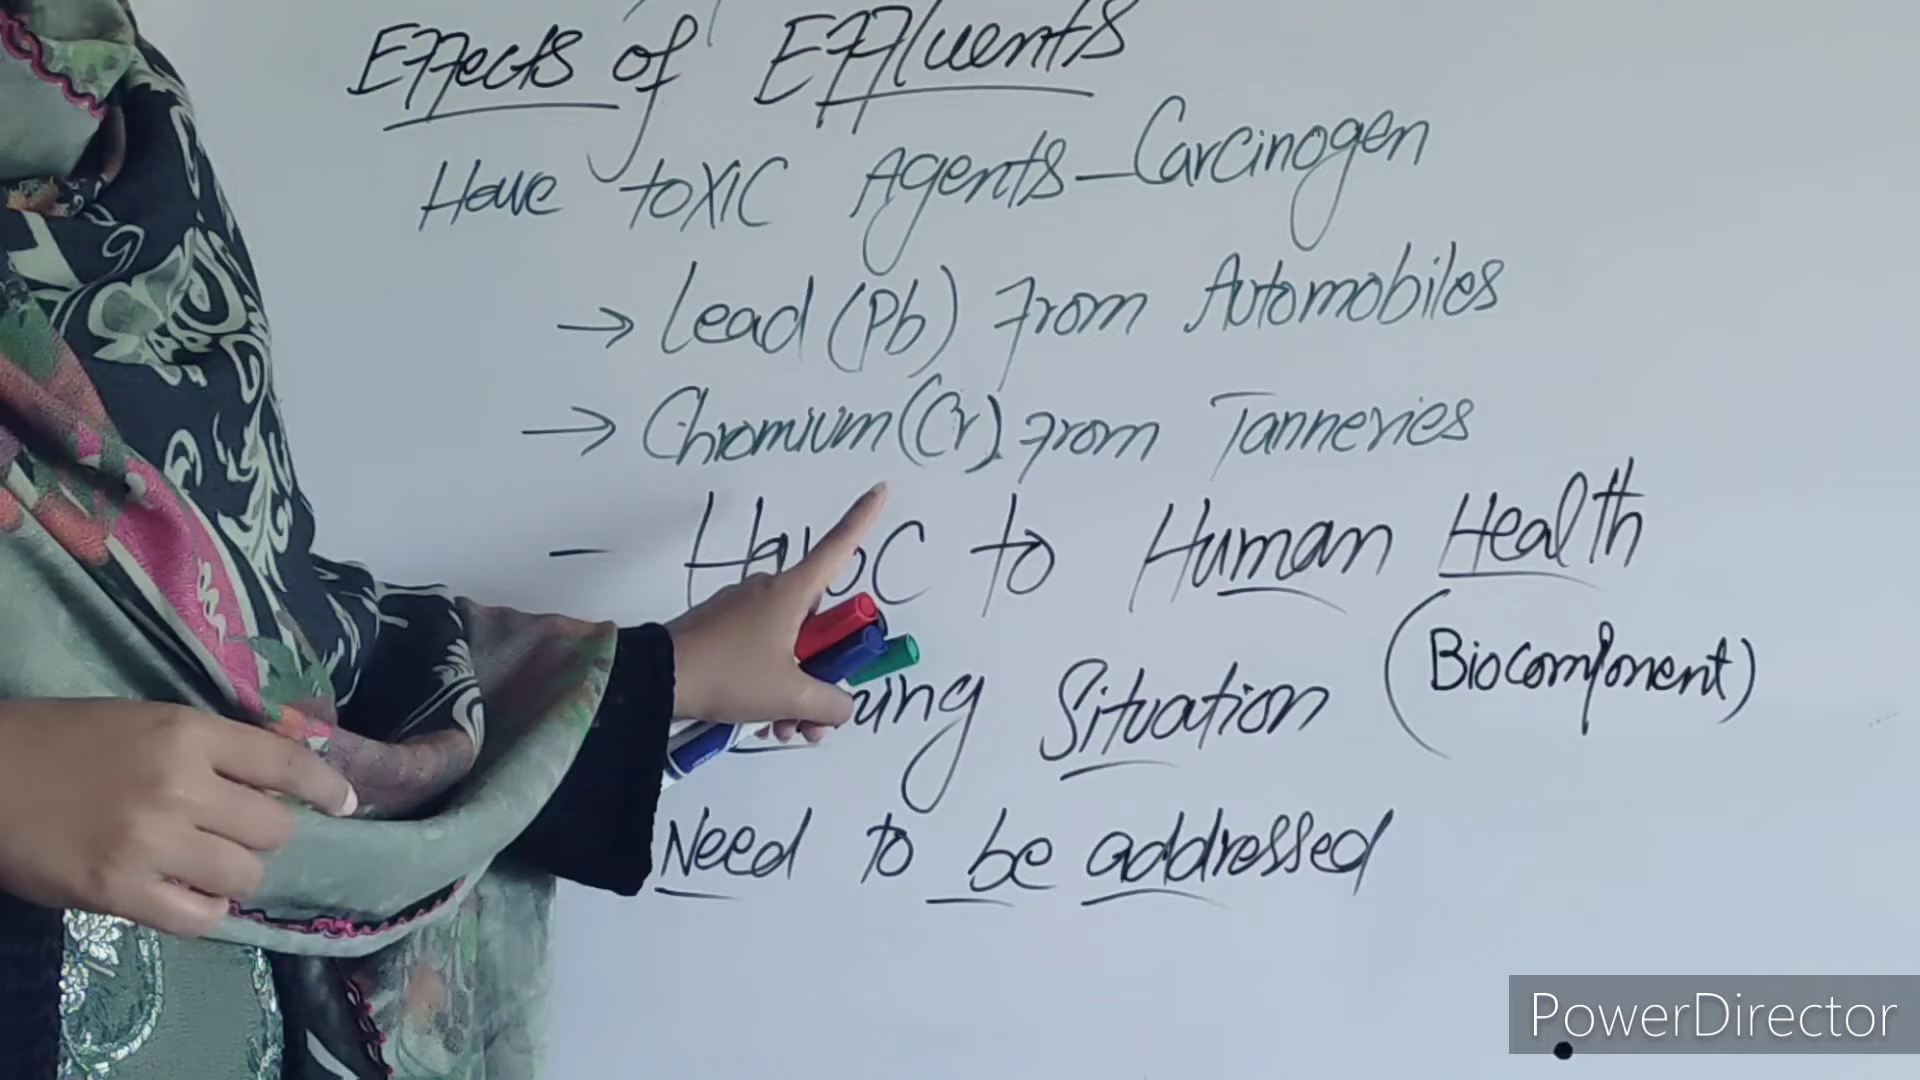 Effects of Effluents
Have toxic Agents - Carcinogen
→ Lead (Pb) from Automobiles
→ Chromium (Cr) from Tanneries
- Havoc to Human Health
(Biocomponent)
Situation
Need to be addressed
PowerDirector